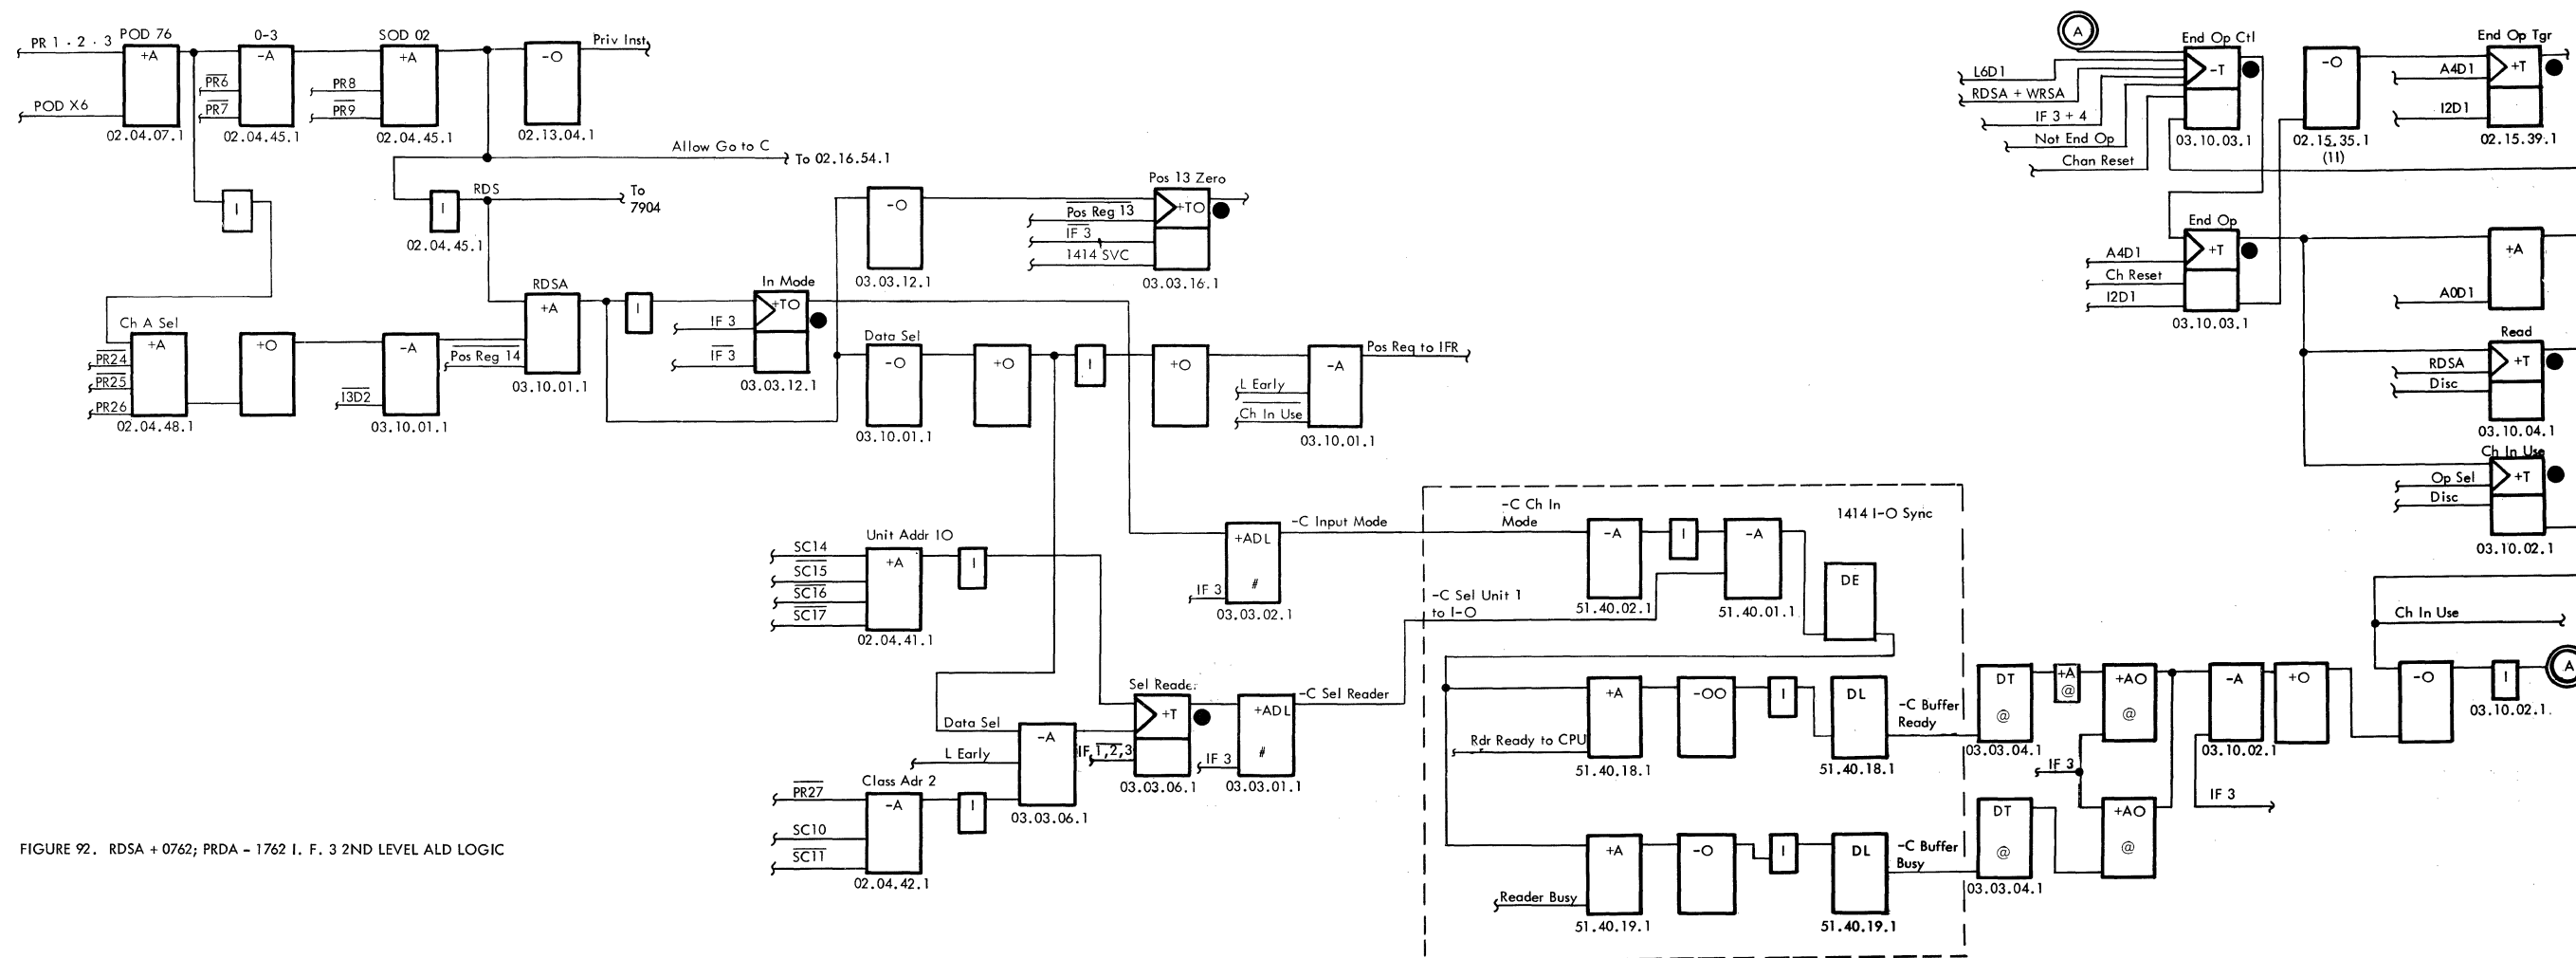 PR 1 · 2 · 3
POD 76
+A
POD X6
02.04.07.1
0-3
-A
PR6
PR7
02.04.45.1
SOD 02
+A
PR8
PR9
02.04.45.1
-O
02.13.04.1
Priv Inst
Allow Go to C
To 02.16.54.1
I
I
RDS
To
7904
02.04.45.1
-O
03.03.12.1
Pos 13 Zero
+TO
Pos Reg 13
IF 3
1414 SVC
03.03.16.1
Ch A Sel
+A
PR24
PR25
PR26
02.04.48.1
+O
-A
I3D2
03.10.01.1
RDSA
+A
Pos Reg 14
03.10.01.1
I
In Mode
+TO
IF 3
IF 3
03.03.12.1
Data Sel
-O
03.10.01.1
+O
I
+O
-A
L Early
Ch In Use
03.10.01.1
Pos Req to IFR
Unit Addr IO
SC14
SC15
SC16
SC17
+A
02.04.41.1
I
+ADL
#
IF 3
03.03.02.1
-C Input Mode
-C Ch In
Mode
-A
51.40.02.1
I
-A
51.40.01.1
1414 I-O Sync
DE
-C Sel Unit 1
to I-O
Data Sel
L Early
-A
03.03.06.1
Class Adr 2
PR27
SC10
SC11
-A
02.04.42.1
I
Sel Reader
+T
IF 1,2,3
03.03.06.1
+ADL
#
IF 3
03.03.01.1
-C Sel Reader
+A
Rdr Ready to CPU
51.40.18.1
-OO
I
DL
51.40.18.1
-C Buffer
Ready
+A
Reader Busy
51.40.19.1
-O
I
DL
51.40.19.1
-C Buffer
Busy
DT
@
03.03.04.1
+A
@
+AO
@
IF 3
DT
@
03.03.04.1
+AO
@
-A
03.10.02.1
IF 3
+O
-O
I
03.10.02.1
A
Ch In Use
A
L6D1
RDSA + WRSA
IF 3 + 4
Not End Op
Chan Reset
End Op Ctl
-T
03.10.03.1
-O
02.15.35.1
(11)
End Op Tgr
+T
A4D1
I2D1
02.15.39.1
End Op
+T
A4D1
Ch Reset
I2D1
03.10.03.1
+A
A0D1
Read
+T
RDSA
Disc
03.10.04.1
Ch In Use
+T
Op Sel
Disc
03.10.02.1
FIGURE 92. RDSA + 0762; PRDA - 1762 I. F. 3 2ND LEVEL ALD LOGIC